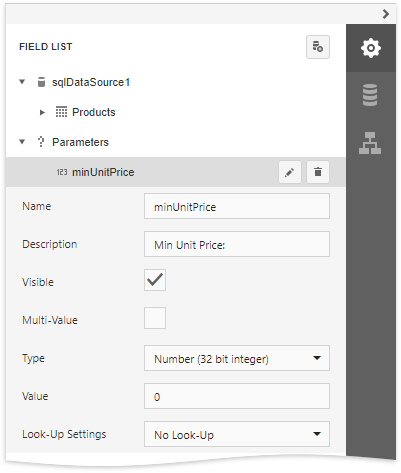 FIELD LIST
sqlDataSource1
Products
Parameters
123 minUnitPrice
Name minUnitPrice
Description Min Unit Price:
Visible
Multi-Value
Type Number (32 bit integer)
Value 0
Look-Up Settings No Look-Up